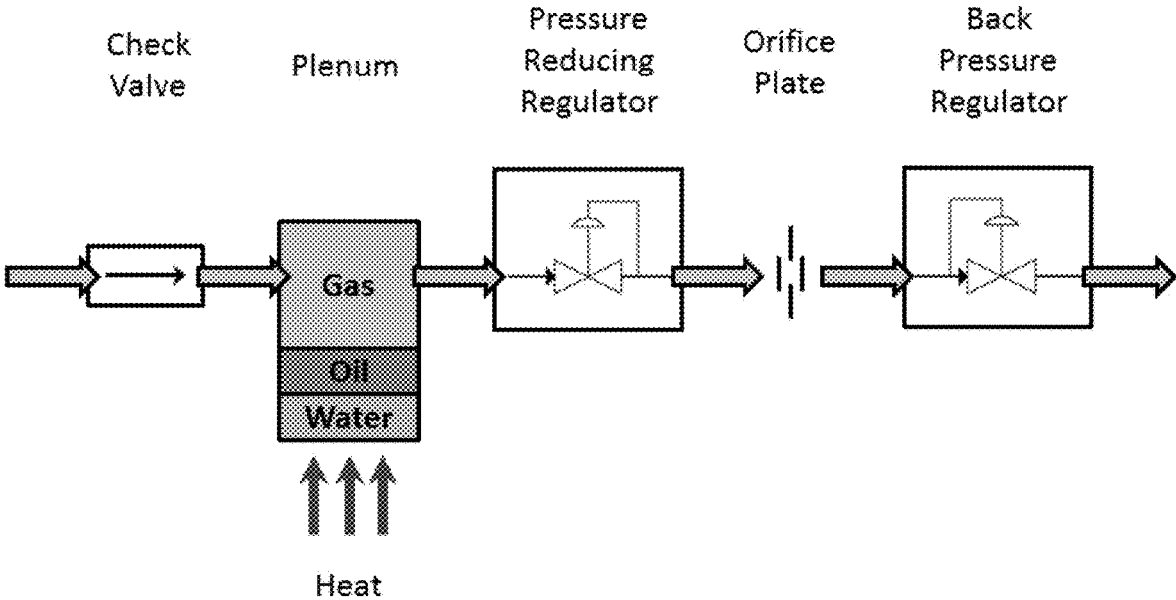 Check
Valve
Plenum
Pressure
Reducing
Regulator
Orifice
Plate
Back
Pressure
Regulator
Gas
Oil
Water
Heat